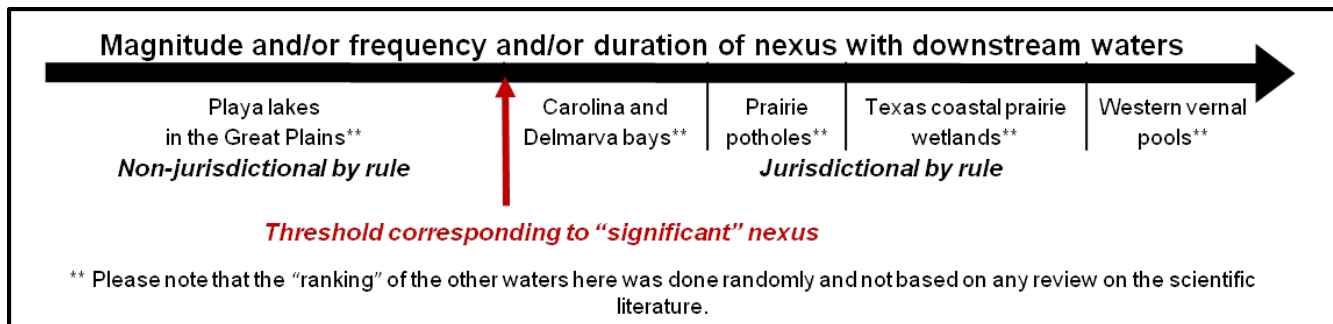 Magnitude and/or frequency and/or duration of nexus with downstream waters
Playa lakes
in the Great Plains**
Non-jurisdictional by rule
Carolina and
Delmarva bays**
Prairie
potholes**
Texas coastal prairie
wetlands**
Western vernal
pools**
Jurisdictional by rule
Threshold corresponding to “significant” nexus
** Please note that the “ranking” of the other waters here was done randomly and not based on any review on the scientific
literature.